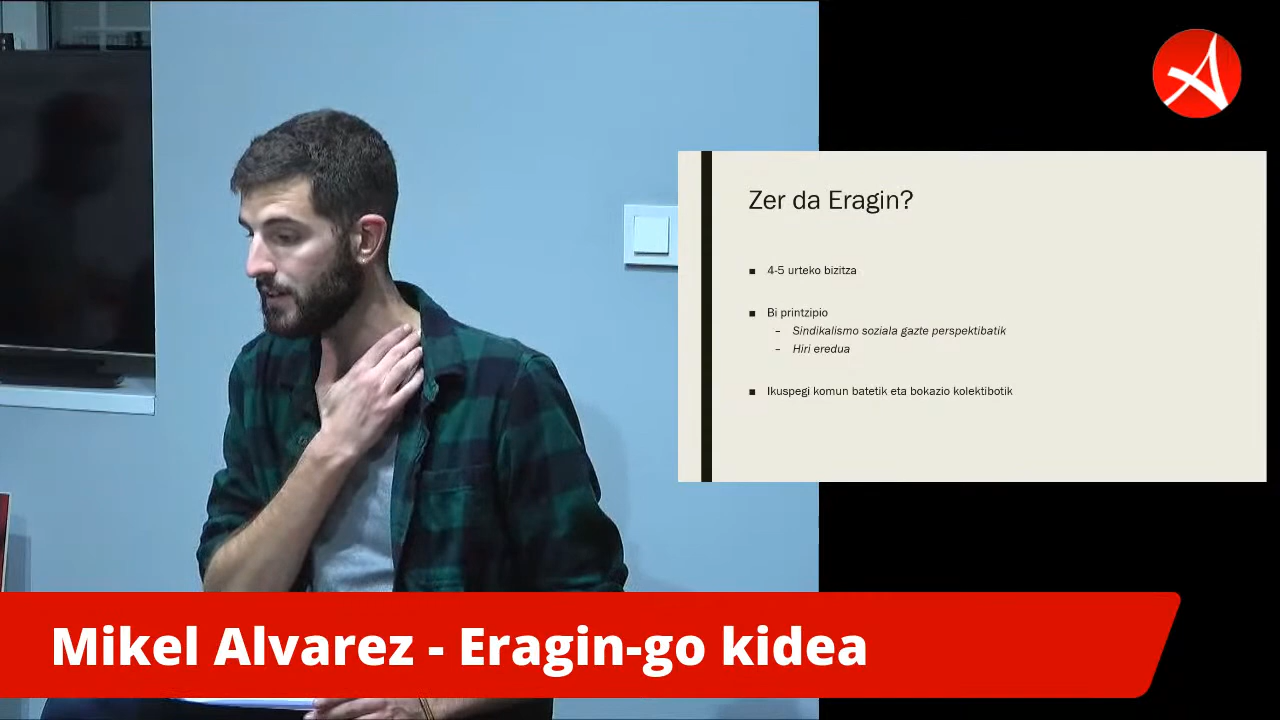 Zer da Eragin?
■ 4-5 urteko bizitza
■ Bi printzipio
– Sindikalismo soziala gazte perspektibatik
– Hiri eredua
■ Ikuspegi komun batetik eta bokazio kolektibotik
Mikel Alvarez - Eragin-go kidea